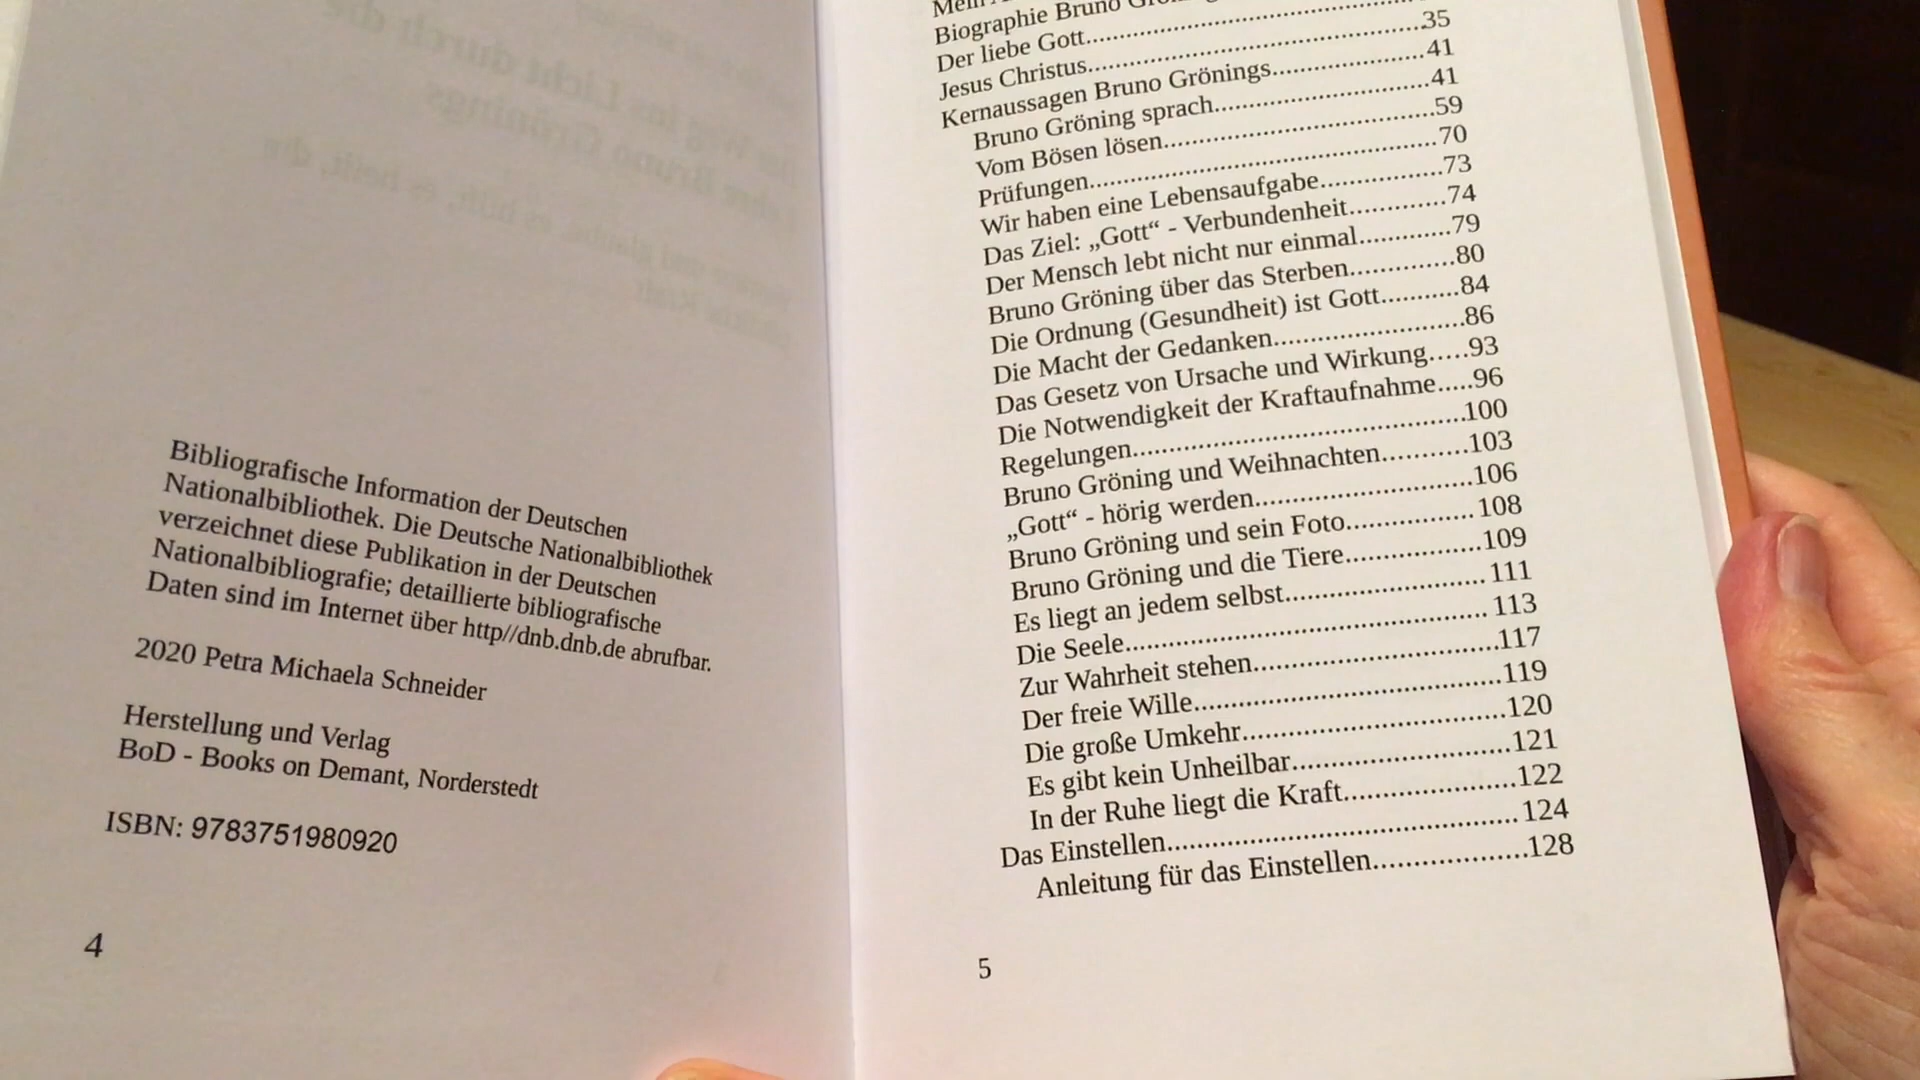 Bibliografische Information der Deutschen
Nationalbibliothek. Die Deutsche Nationalbibliothek
verzeichnet diese Publikation in der Deutschen
Nationalbibliografie; detaillierte bibliografische
Daten sind im Internet über http//dnb.dnb.de abrufbar.
2020 Petra Michaela Schneider
Herstellung und Verlag
BoD - Books on Demant, Norderstedt
ISBN: 9783751980920
4
Biographie Bruno
Der liebe Gott
Jesus Christus..........35
Kernaussagen Bruno Grönings..........41
Bruno Gröning sprach..........41
Vom Bösen lösen..........59
Prüfungen..........70
Wir haben eine Lebensaufgabe..........73
Das Ziel: „Gott“ - Verbundenheit..........74
Der Mensch lebt nicht nur einmal..........79
Bruno Gröning über das Sterben..........80
Die Ordnung (Gesundheit) ist Gott..........84
Die Macht der Gedanken..........86
Das Gesetz von Ursache und Wirkung.....93
Die Notwendigkeit der Kraftaufnahme.....96
Regelungen..........100
Bruno Gröning und Weihnachten..........103
„Gott“ - hörig werden..........106
Bruno Gröning und sein Foto.......... 108
Bruno Gröning und die Tiere..........109
Es liegt an jedem selbst.......... 111
Die Seele.......... 113
Zur Wahrheit stehen..........117
Der freie Wille..........119
Die große Umkehr..........120
Es gibt kein Unheilbar..........121
In der Ruhe liegt die Kraft..........122
Das Einstellen.......... 124
Anleitung für das Einstellen..........128
5